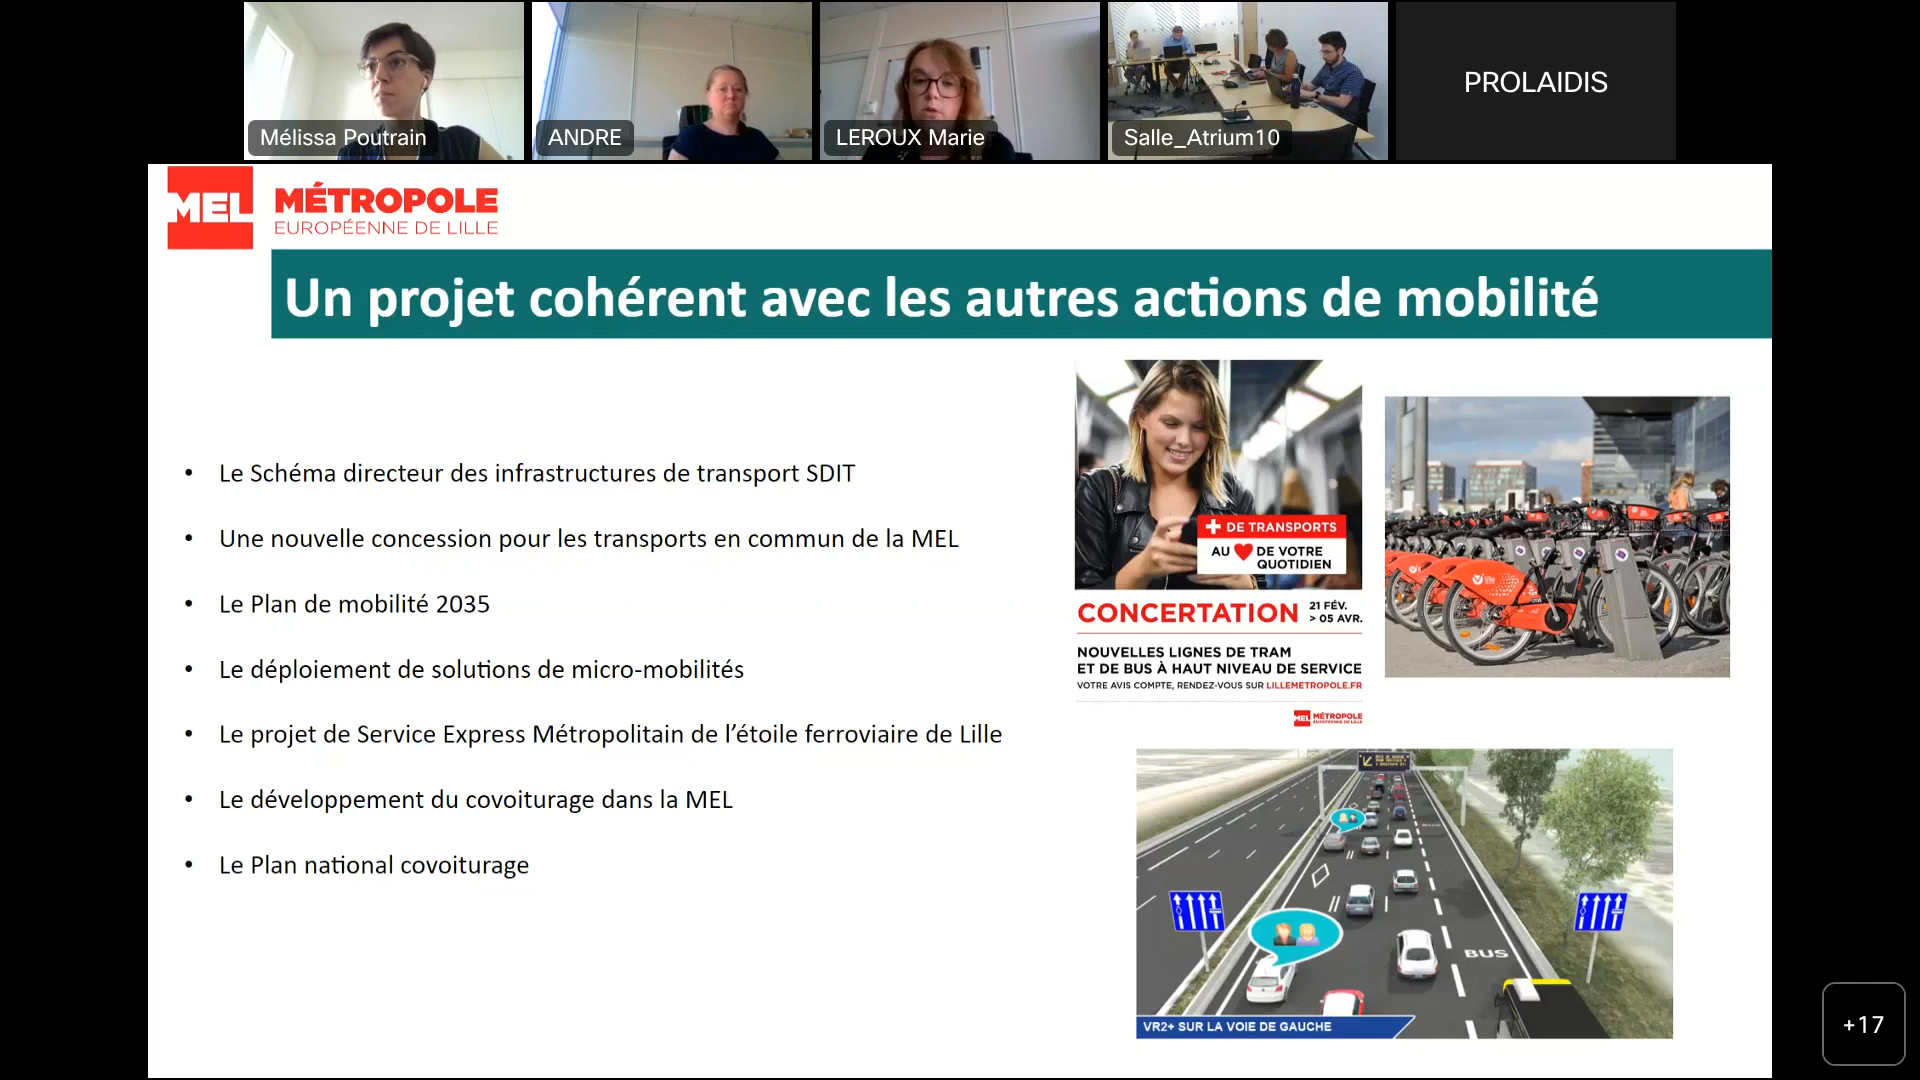 PROLAIDIS
Mélissa Poutrain
ANDRE
LEROUX Marie
Salle_Atrium10
MEL
MÉTROPOLE
EUROPÉENNE DE LILLE
Un projet cohérent avec les autres actions de mobilité
• Le Schéma directeur des infrastructures de transport SDIT
• Une nouvelle concession pour les transports en commun de la MEL
• Le Plan de mobilité 2035
• Le déploiement de solutions de micro-mobilités
• Le projet de Service Express Métropolitain de l’étoile ferroviaire de Lille
• Le développement du covoiturage dans la MEL
• Le Plan national covoiturage
+ DE TRANSPORTS
AU ❤ DE VOTRE
QUOTIDIEN
CONCERTATION
21 FÉV.
> 05 AVR.
NOUVELLES LIGNES DE TRAM
ET DE BUS À HAUT NIVEAU DE SERVICE
VOTRE AVIS COMPTE, RENDEZ-VOUS SUR LILLEMETROPOLE.FR
MEL
MÉTROPOLE
EUROPÉENNE DE LILLE
BUS
VR2+ SUR LA VOIE DE GAUCHE
+17